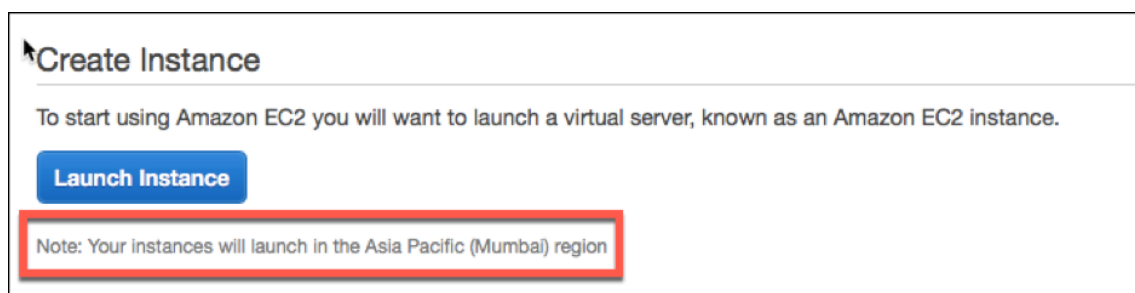 Create Instance
To start using Amazon EC2 you will want to launch a virtual server, known as an Amazon EC2 instance.
Launch Instance
Note: Your instances will launch in the Asia Pacific (Mumbai) region